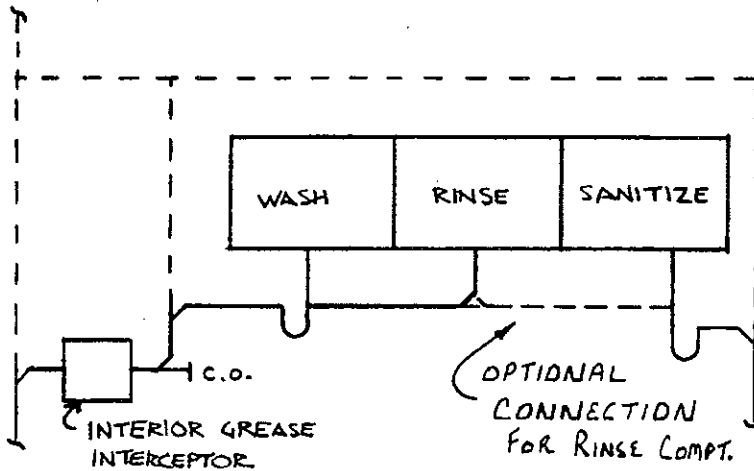 WASH
RINSE
SANITIZE
C.O.
INTERIOR GREASE
INTERCEPTOR
OPTIONAL
CONNECTION
FOR RINSE COMPT.